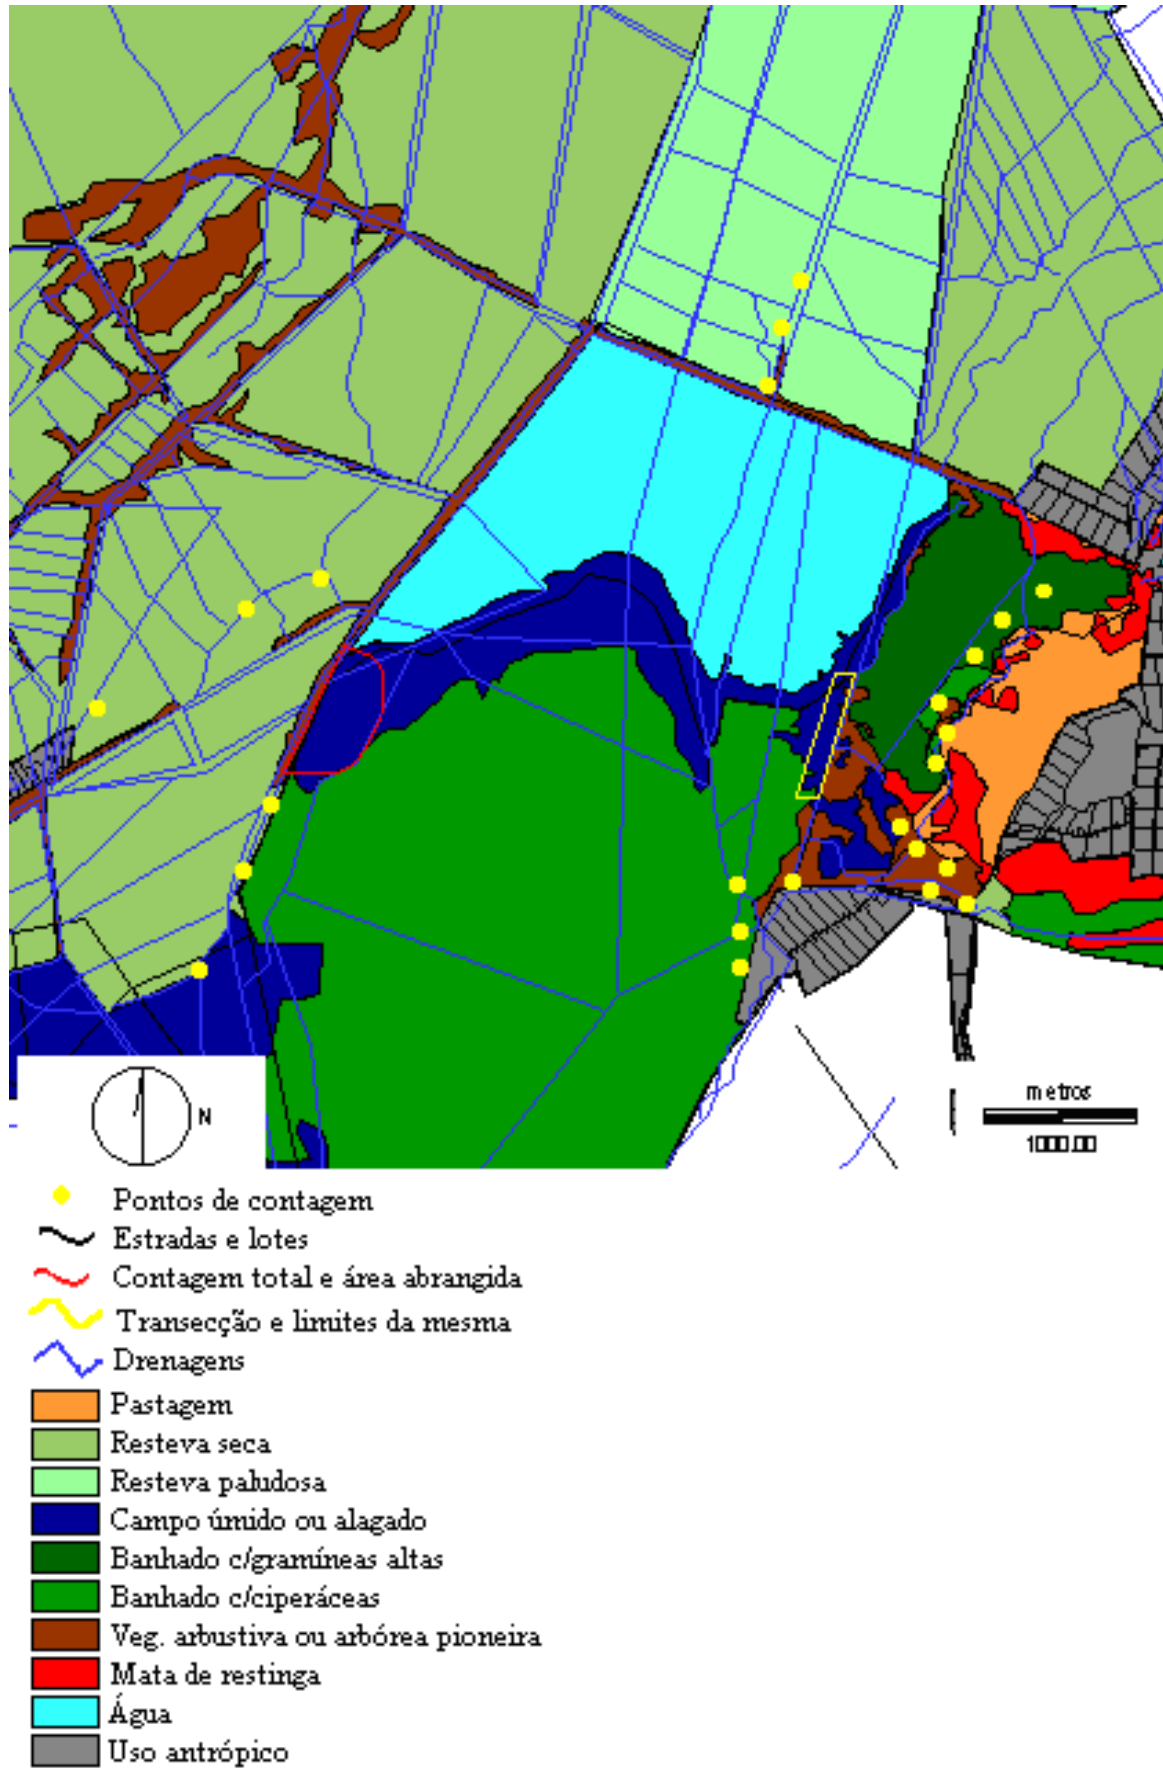 N
metros
1000.00
Pontos de contagem
Estradas e lotes
Contagem total e área abrangida
Transecção e limites da mesma
Drenagens
Pastagem
Resteva seca
Resteva paludosa
Campo úmido ou alagado
Banhado c/gramíneas altas
Banhado c/ciperáceas
Veg. arbustiva ou arbórea pioneira
Mata de restinga
Água
Uso antrópico